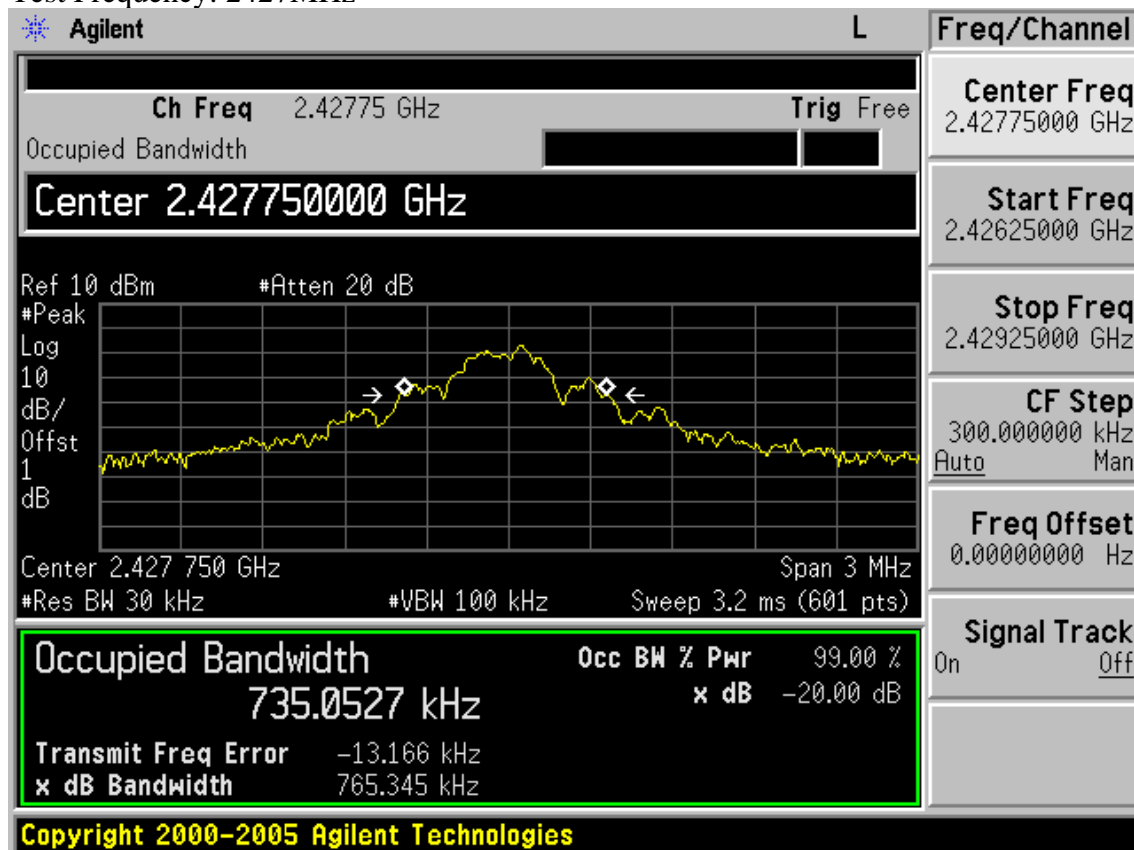 Test Frequency: 2427MHz
Agilent L Freq/Channel
Ch Freq 2.42775 GHz Trig Free
Occupied Bandwidth
Center 2.427750000 GHz
Ref 10 dBm #Atten 20 dB
#Peak
Log
10
dB/
Offst
1
dB
Center 2.427 750 GHz Span 3 MHz
#Res BW 30 kHz #VBW 100 kHz Sweep 3.2 ms (601 pts)
Occupied Bandwidth Occ BW % Pwr 99.00 %
735.0527 kHz x dB -20.00 dB
Transmit Freq Error -13.166 kHz
x dB Bandwidth 765.345 kHz
Center Freq
2.42775000 GHz
Start Freq
2.42625000 GHz
Stop Freq
2.42925000 GHz
CF Step
300.000000 kHz
Auto Man
Freq Offset
0.00000000 Hz
Signal Track
On Off
Copyright 2000-2005 Agilent Technologies